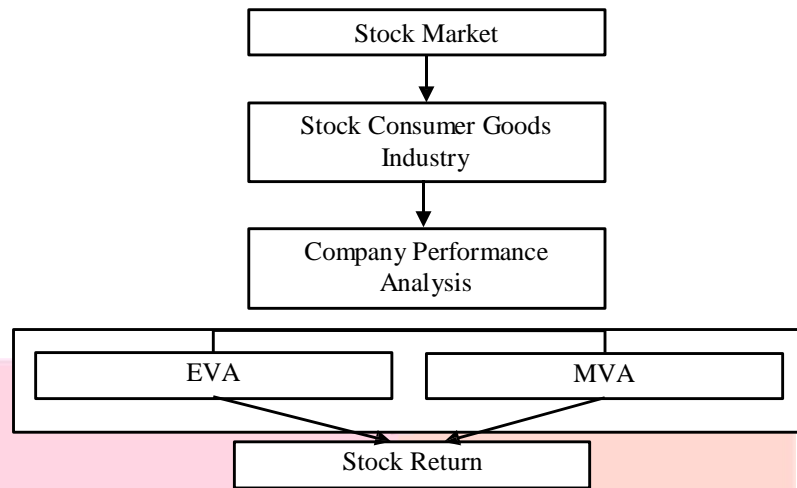 Stock Market
Stock Consumer Goods
Industry
Company Performance
Analysis
EVA
MVA
Stock Return